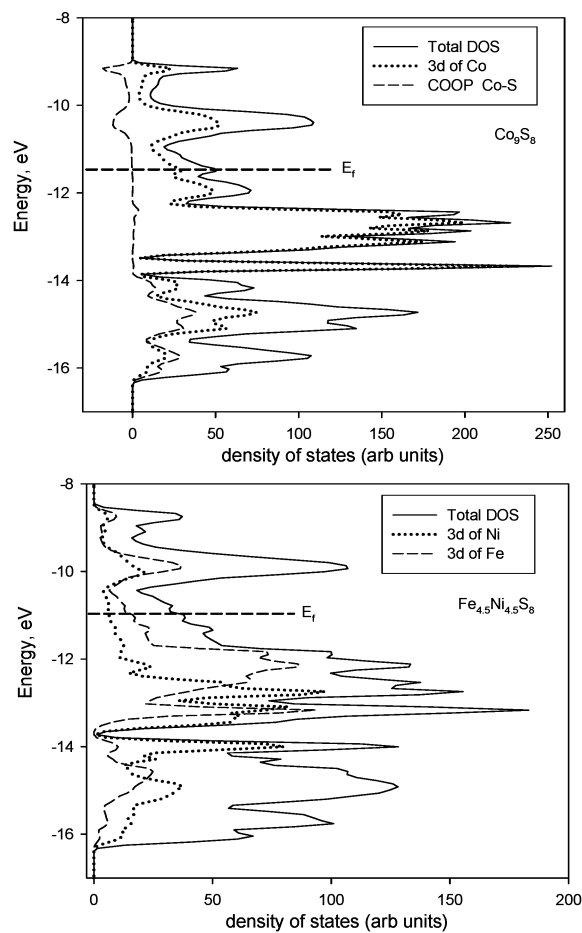 -8
-10
-12
-14
-16
Energy, eV
Total DOS
3d of Co
COOP Co-S
Co₉S₈
E_f
0 50 100 150 200 250
density of states (arb units)
-8
-10
-12
-14
-16
Energy, eV
Total DOS
3d of Ni
3d of Fe
Fe₄.₅Ni₄.₅S₈
E_f
0 50 100 150 200
density of states (arb units)